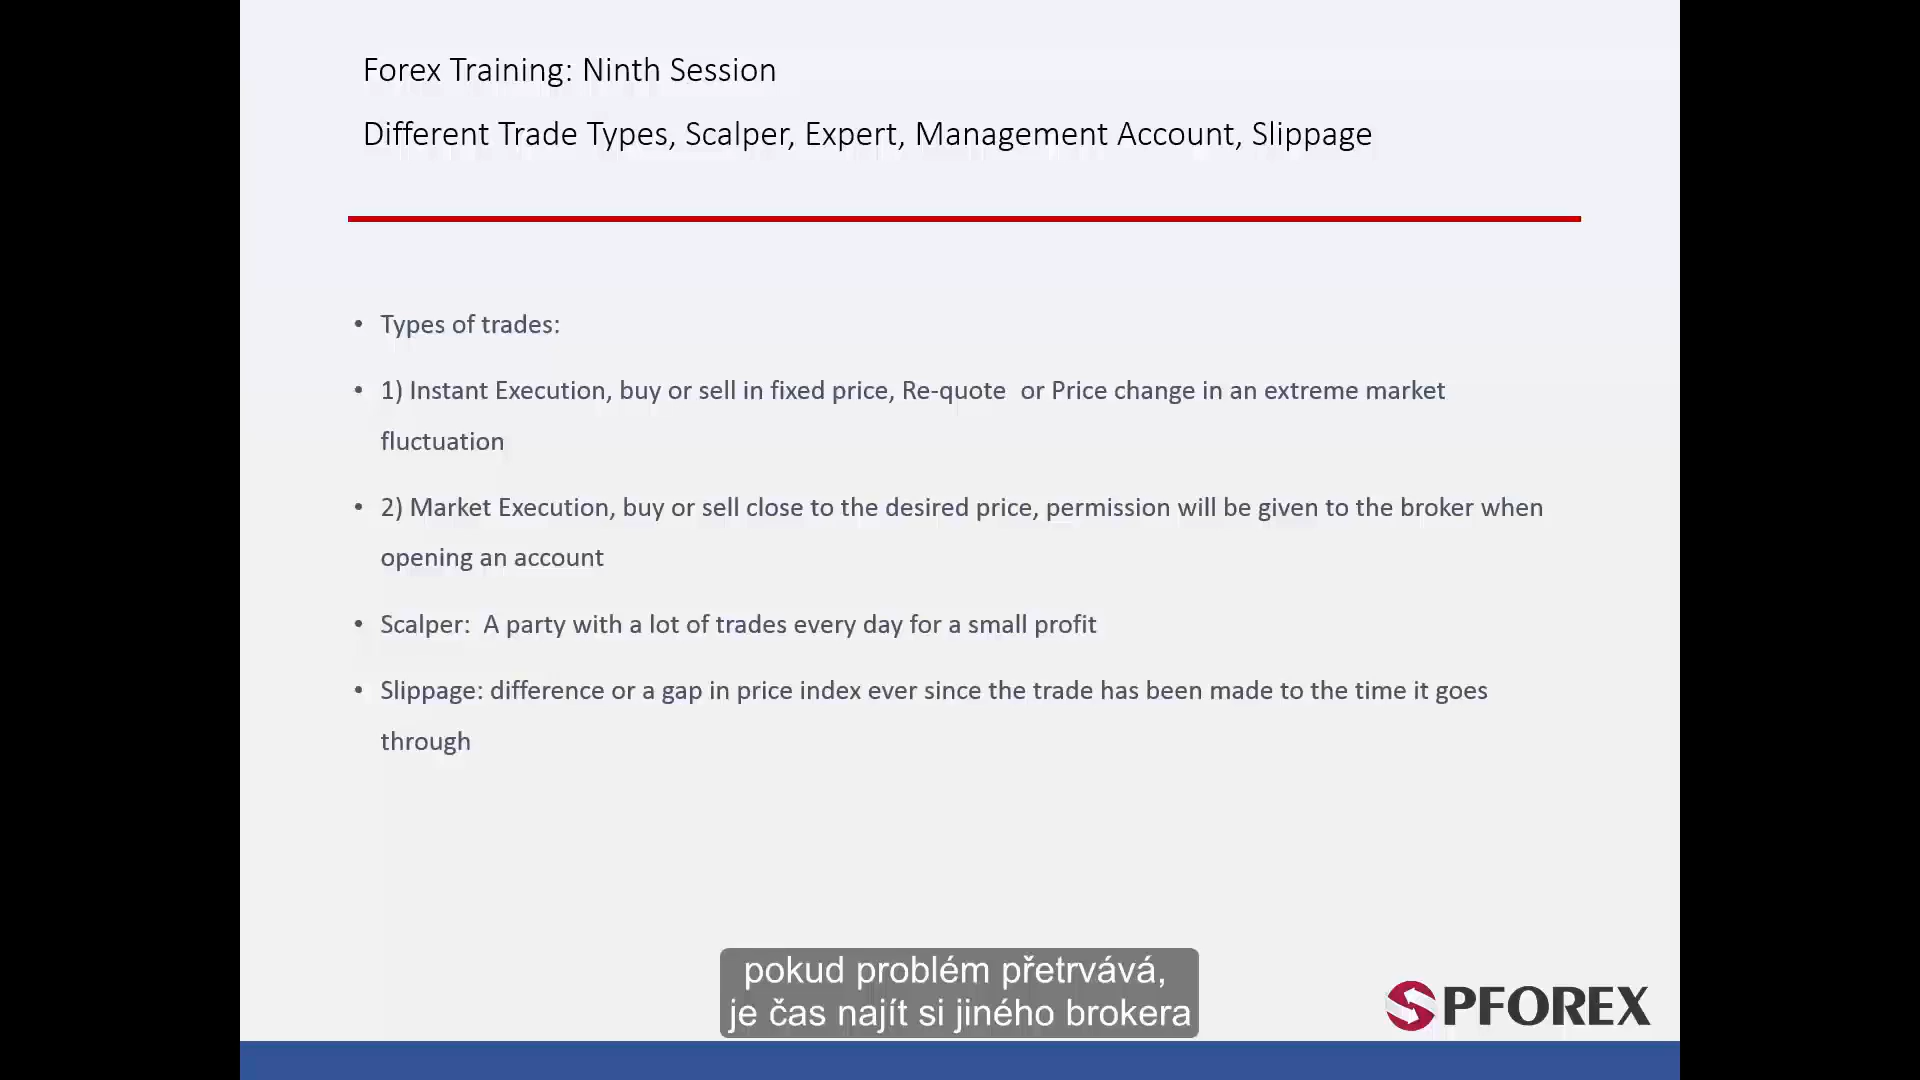 Forex Training: Ninth Session
Different Trade Types, Scalper, Expert, Management Account, Slippage
• Types of trades:
• 1) Instant Execution, buy or sell in fixed price, Re-quote  or Price change in an extreme market
fluctuation
• 2) Market Execution, buy or sell close to the desired price, permission will be given to the broker when
opening an account
• Scalper:  A party with a lot of trades every day for a small profit
• Slippage: difference or a gap in price index ever since the trade has been made to the time it goes
through
pokud problém přetrvává,
je čas najít si jiného brokera
PFOREX